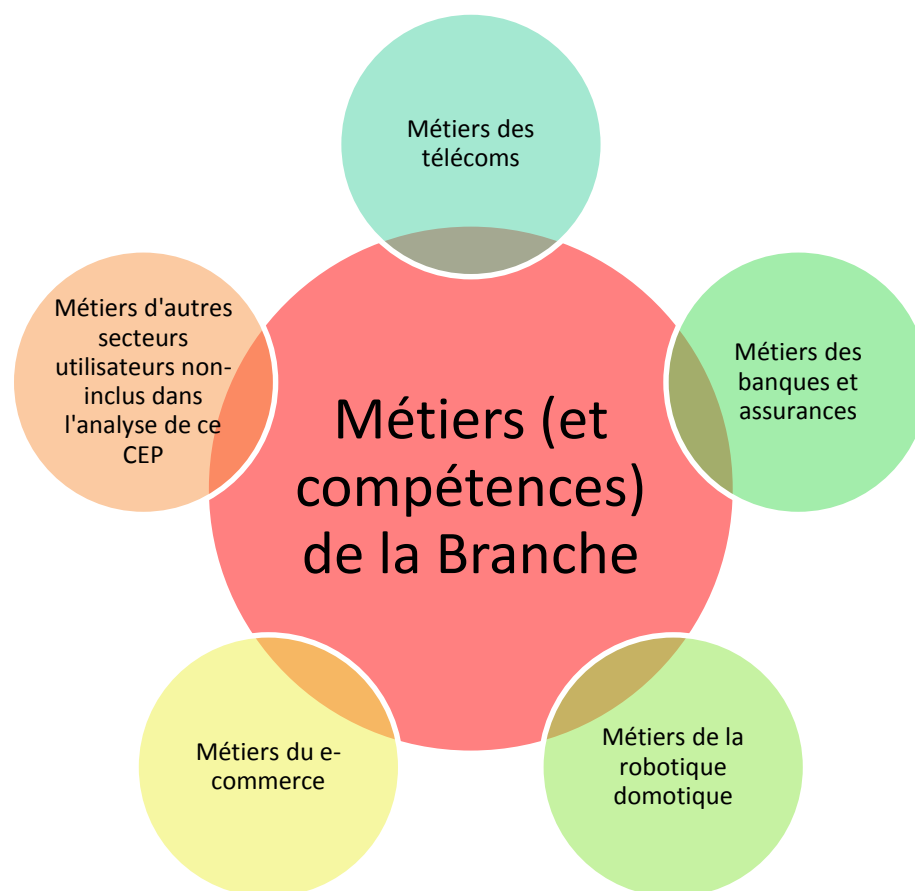 Métiers des
télécoms
Métiers d'autres
secteurs
utilisateurs non-
inclus dans
l'analyse de ce
CEP
Métiers des
banques et
assurances
Métiers (et
compétences)
de la Branche
Métiers du e-
commerce
Métiers de la
robotique
domotique